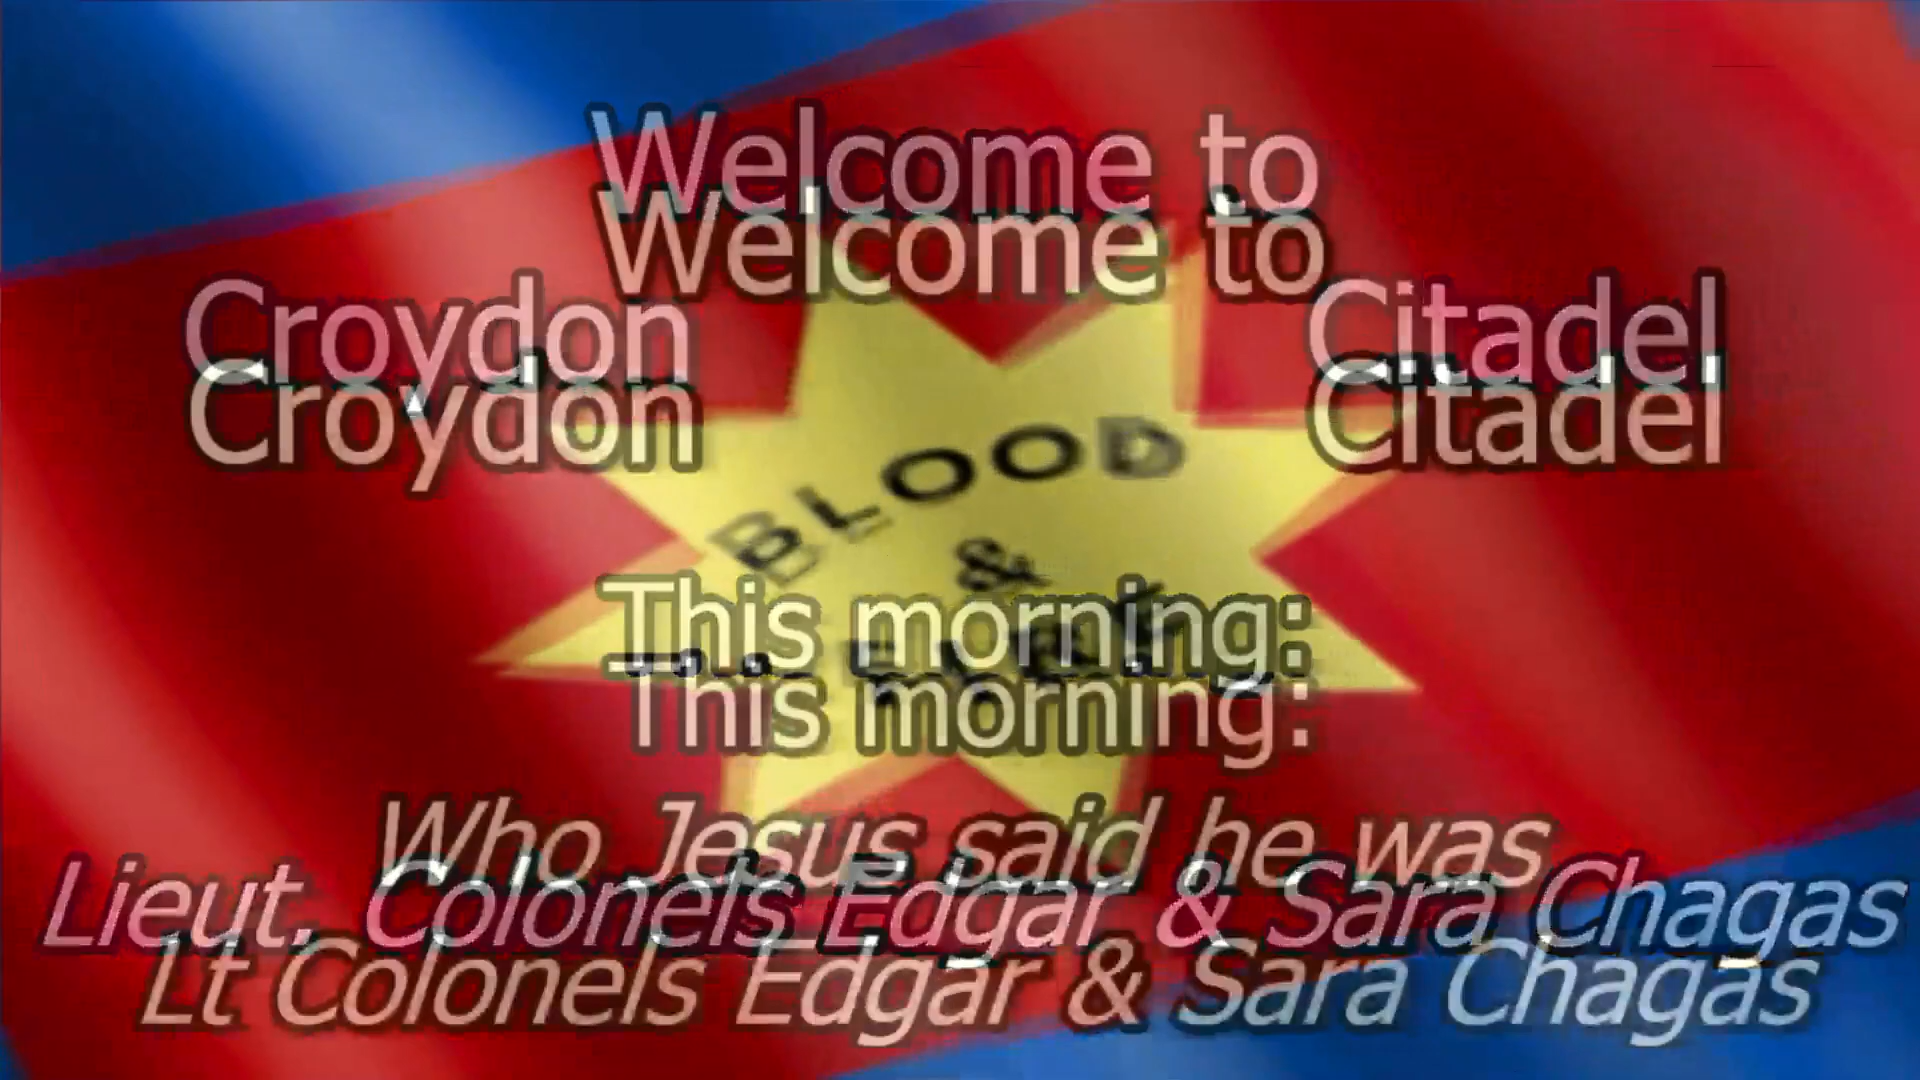 Welcome to
Welcome to
Croydon Citadel
Croydon Citadel
BLOOD
&
FIRE
This morning:
This morning:
Who Jesus said he was
Lieut. Colonels Edgar & Sara Chagas
Lt Colonels Edgar & Sara Chagas